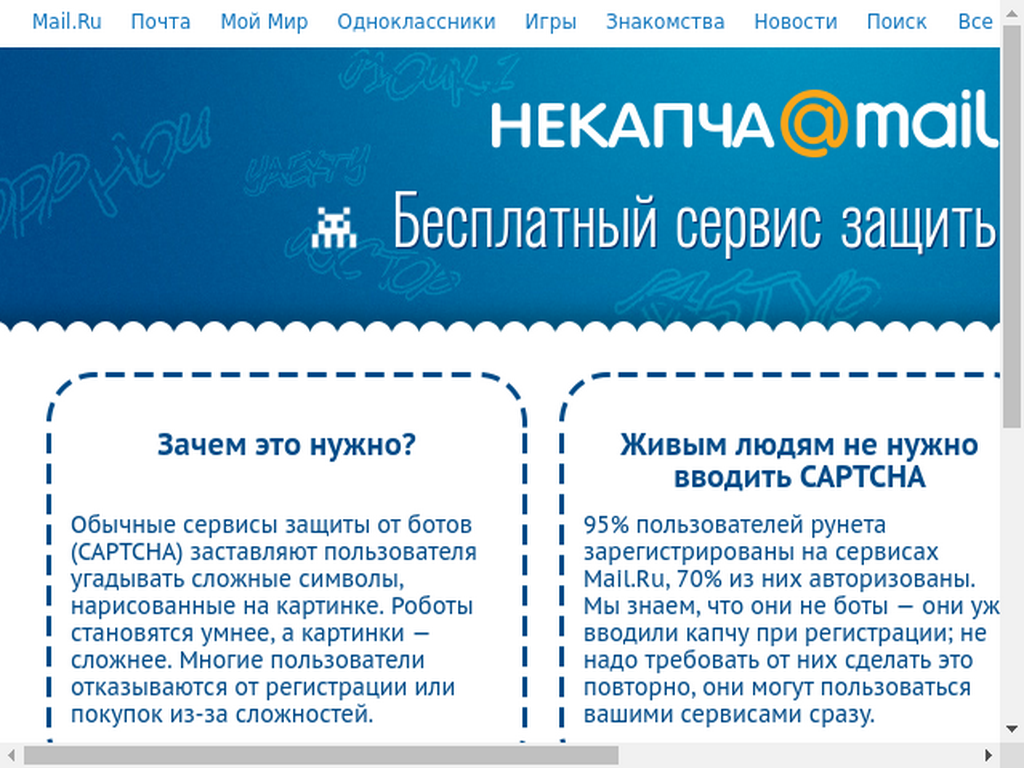 Mail.Ru Почта Мой Мир Одноклассники Игры Знакомства Новости Поиск Все
НЕКАПЧА@mail
Бесплатный сервис защиты
Зачем это нужно?
Обычные сервисы защиты от ботов
(CAPTCHA) заставляют пользователя
угадывать сложные символы,
нарисованные на картинке. Роботы
становятся умнее, а картинки —
сложнее. Многие пользователи
отказываются от регистрации или
покупок из-за сложностей.
Живым людям не нужно
вводить CAPTCHA
95% пользователей рунета
зарегистрированы на сервисах
Mail.Ru, 70% из них авторизованы.
Мы знаем, что они не боты — они уж
вводили капчу при регистрации; не
надо требовать от них сделать это
повторно, они могут пользоваться
вашими сервисами сразу.